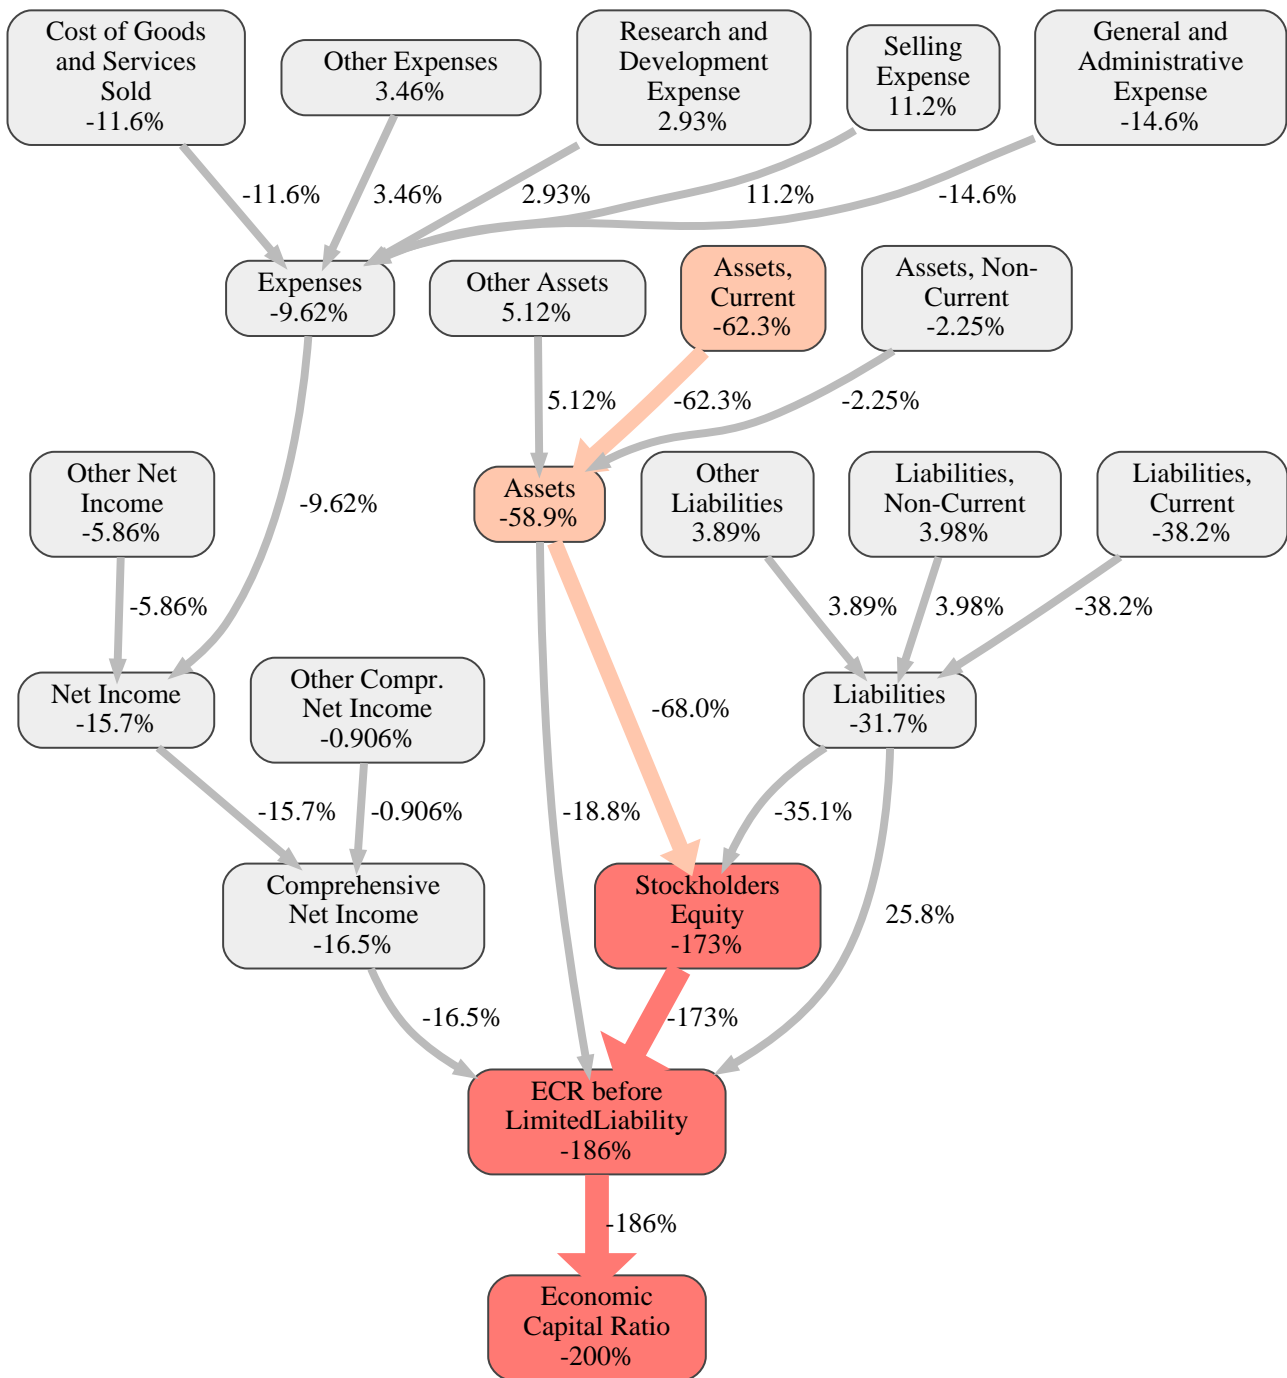 Cost of Goods
and Services
Sold
-11.6%
Other Expenses
3.46%
Research and
Development
Expense
2.93%
Selling
Expense
11.2%
General and
Administrative
Expense
-14.6%
-11.6%
3.46%
2.93%
11.2%
-14.6%
Expenses
-9.62%
Other Assets
5.12%
Assets,
Current
-62.3%
Assets, Non-
Current
-2.25%
5.12%
-62.3%
-2.25%
Other Net
Income
-5.86%
-9.62%
Assets
-58.9%
Other
Liabilities
3.89%
Liabilities,
Non-Current
3.98%
Liabilities,
Current
-38.2%
-5.86%
3.89%
3.98%
-38.2%
Net Income
-15.7%
Other Compr.
Net Income
-0.906%
-68.0%
Liabilities
-31.7%
-15.7%
-0.906%
-18.8%
-35.1%
Comprehensive
Net Income
-16.5%
Stockholders
Equity
-173%
25.8%
-16.5%
-173%
ECR before
LimitedLiability
-186%
-186%
Economic
Capital Ratio
-200%